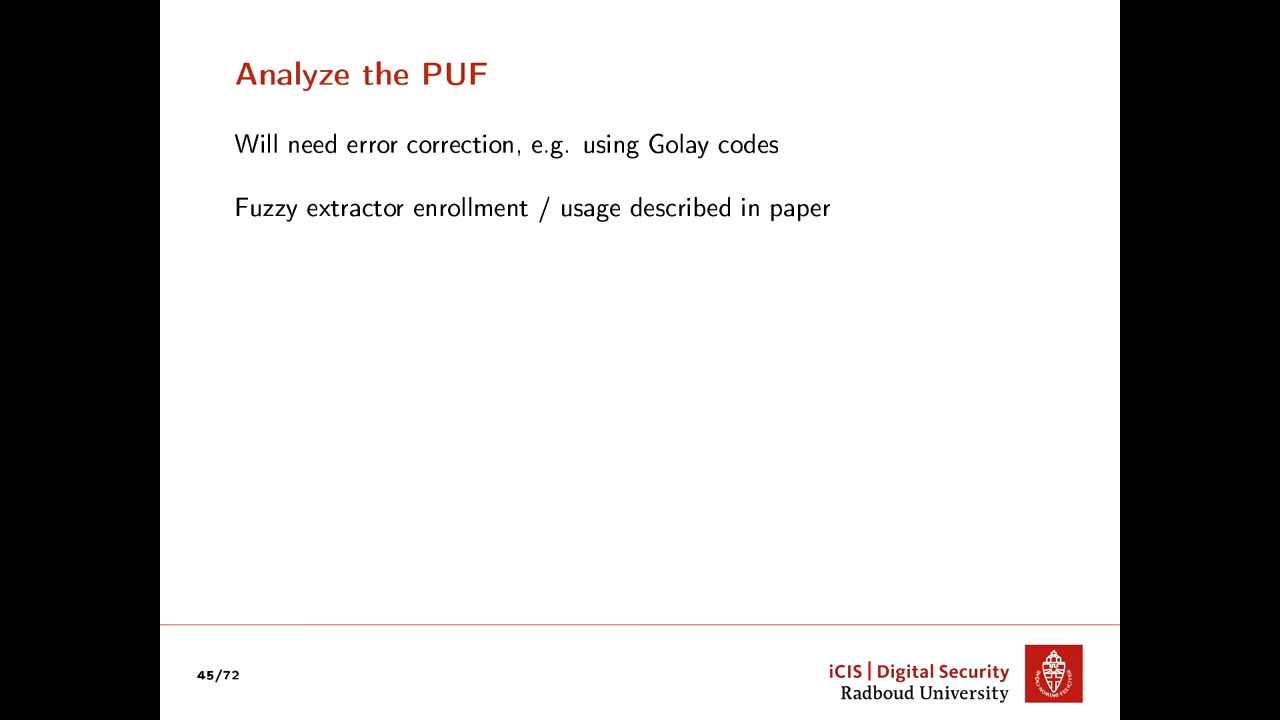 Analyze the PUF
Will need error correction, e.g. using Golay codes
Fuzzy extractor enrollment / usage described in paper
45/72
iCIS | Digital Security
Radboud University